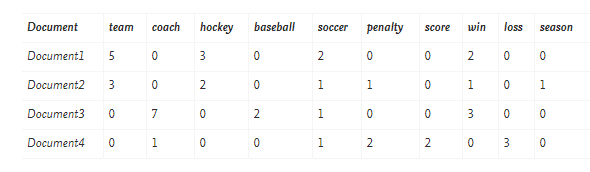 Document team coach hockey baseball soccer penalty score win loss season
Document1 5 0 3 0 2 0 0 2 0 0
Document2 3 0 2 0 1 1 0 1 0 1
Document3 0 7 0 2 1 0 0 3 0 0
Document4 0 1 0 0 1 2 2 0 3 0